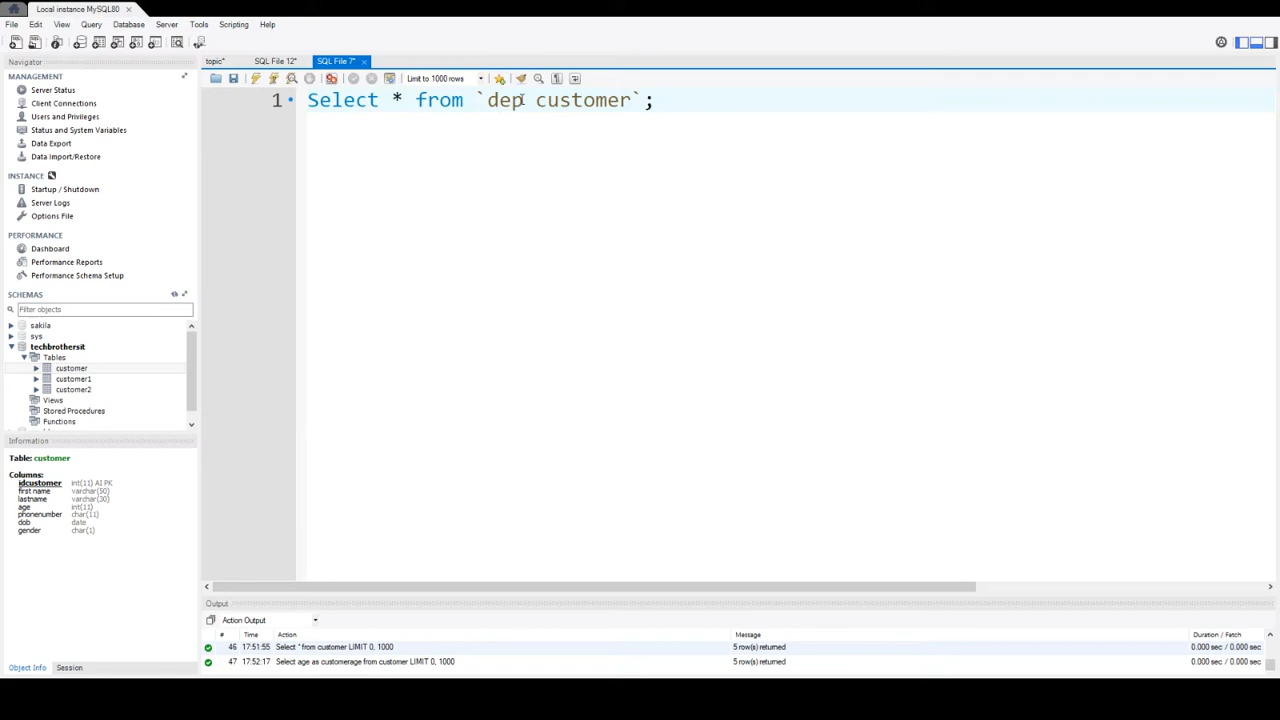 Local instance MySQL80 ×
File Edit View Query Database Server Tools Scripting Help
Navigator
MANAGEMENT
Server Status
Client Connections
Users and Privileges
Status and System Variables
Data Export
Data Import/Restore
INSTANCE
Startup / Shutdown
Server Logs
Options File
PERFORMANCE
Dashboard
Performance Reports
Performance Schema Setup
SCHEMAS
Filter objects
sakila
sys
techbrothersit
Tables
customer
customer1
customer2
Views
Stored Procedures
Functions
Information
Table: customer
Columns:
idcustomer int(11) AI PK
first name varchar(50)
lastname varchar(30)
age int(11)
phonenumber char(11)
dob date
gender char(1)
Object Info Session
topic* SQL File 12* SQL File 7* ×
Limit to 1000 rows
1 Select * from `dep customer`;
Output
Action Output
# Time Action Message Duration / Fetch
46 17:51:55 Select * from customer LIMIT 0, 1000 5 row(s) returned 0.000 sec / 0.000 sec
47 17:52:17 Select age as customerage from customer LIMIT 0, 1000 5 row(s) returned 0.000 sec / 0.000 sec